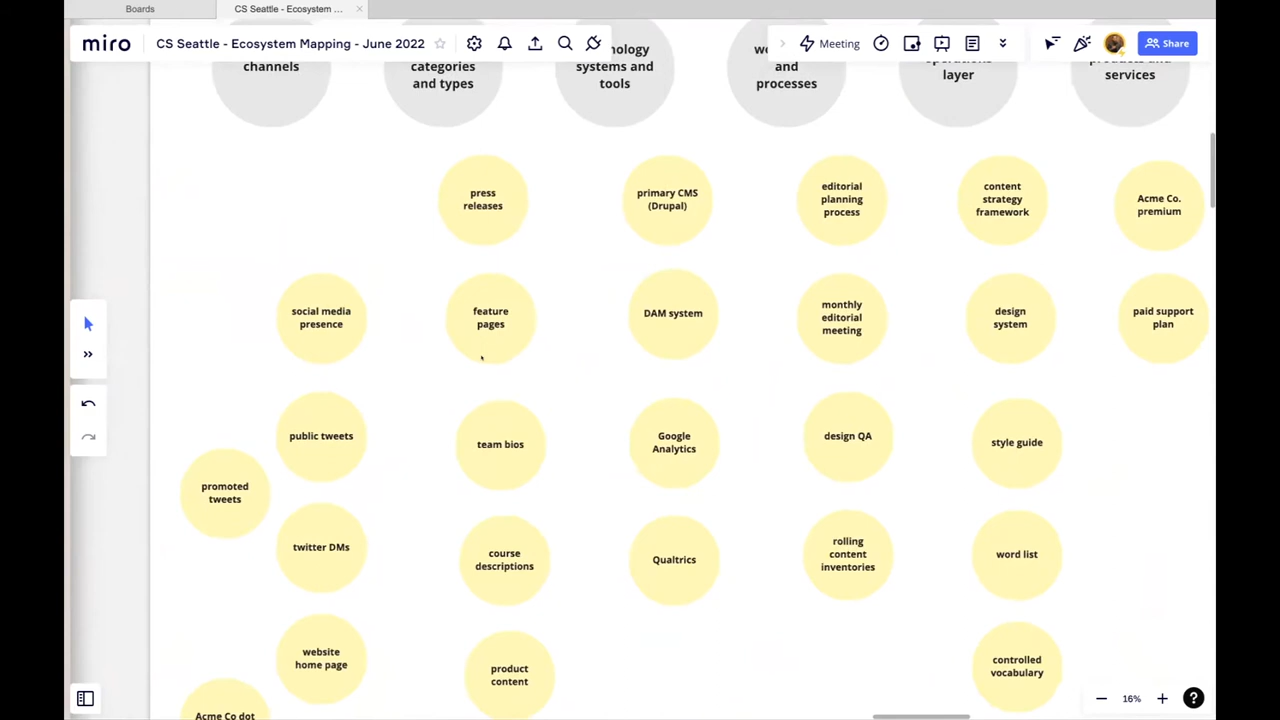 Boards
CS Seattle - Ecosystem ...
miro
CS Seattle - Ecosystem Mapping - June 2022
Meeting
Share
channels
categories
and types
systems and
tools
and
processes
layer
and
services
press
releases
primary CMS
(Drupal)
editorial
planning
process
content
strategy
framework
Acme Co.
premium
social media
presence
feature
pages
DAM system
monthly
editorial
meeting
design
system
paid support
plan
public tweets
team bios
Google
Analytics
design QA
style guide
promoted
tweets
twitter DMs
course
descriptions
Qualtrics
rolling
content
inventories
word list
website
home page
product
content
controlled
vocabulary
Acme Co dot
16%